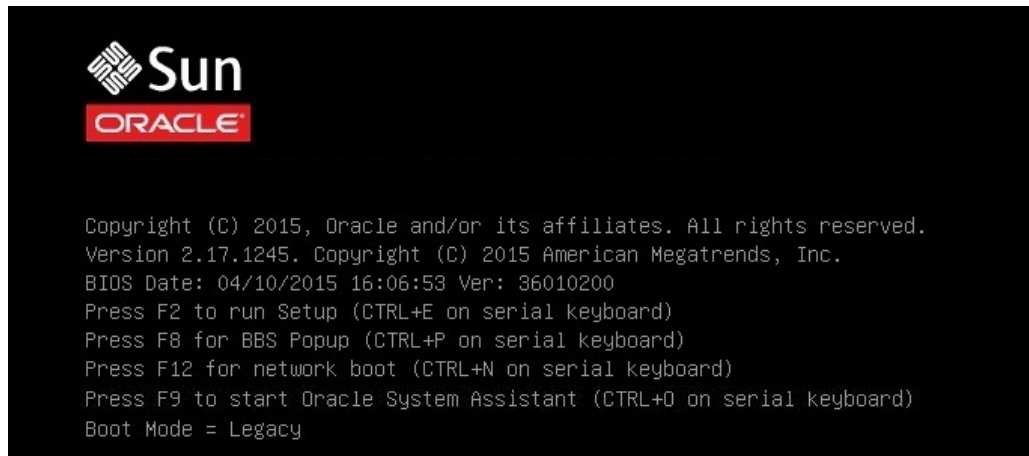 Sun
ORACLE
Copyright (C) 2015, Oracle and/or its affiliates. All rights reserved.
Version 2.17.1245. Copyright (C) 2015 American Megatrends, Inc.
BIOS Date: 04/10/2015 16:06:53 Ver: 36010200
Press F2 to run Setup (CTRL+E on serial keyboard)
Press F8 for BBS Popup (CTRL+P on serial keyboard)
Press F12 for network boot (CTRL+N on serial keyboard)
Press F9 to start Oracle System Assistant (CTRL+O on serial keyboard)
Boot Mode = Legacy